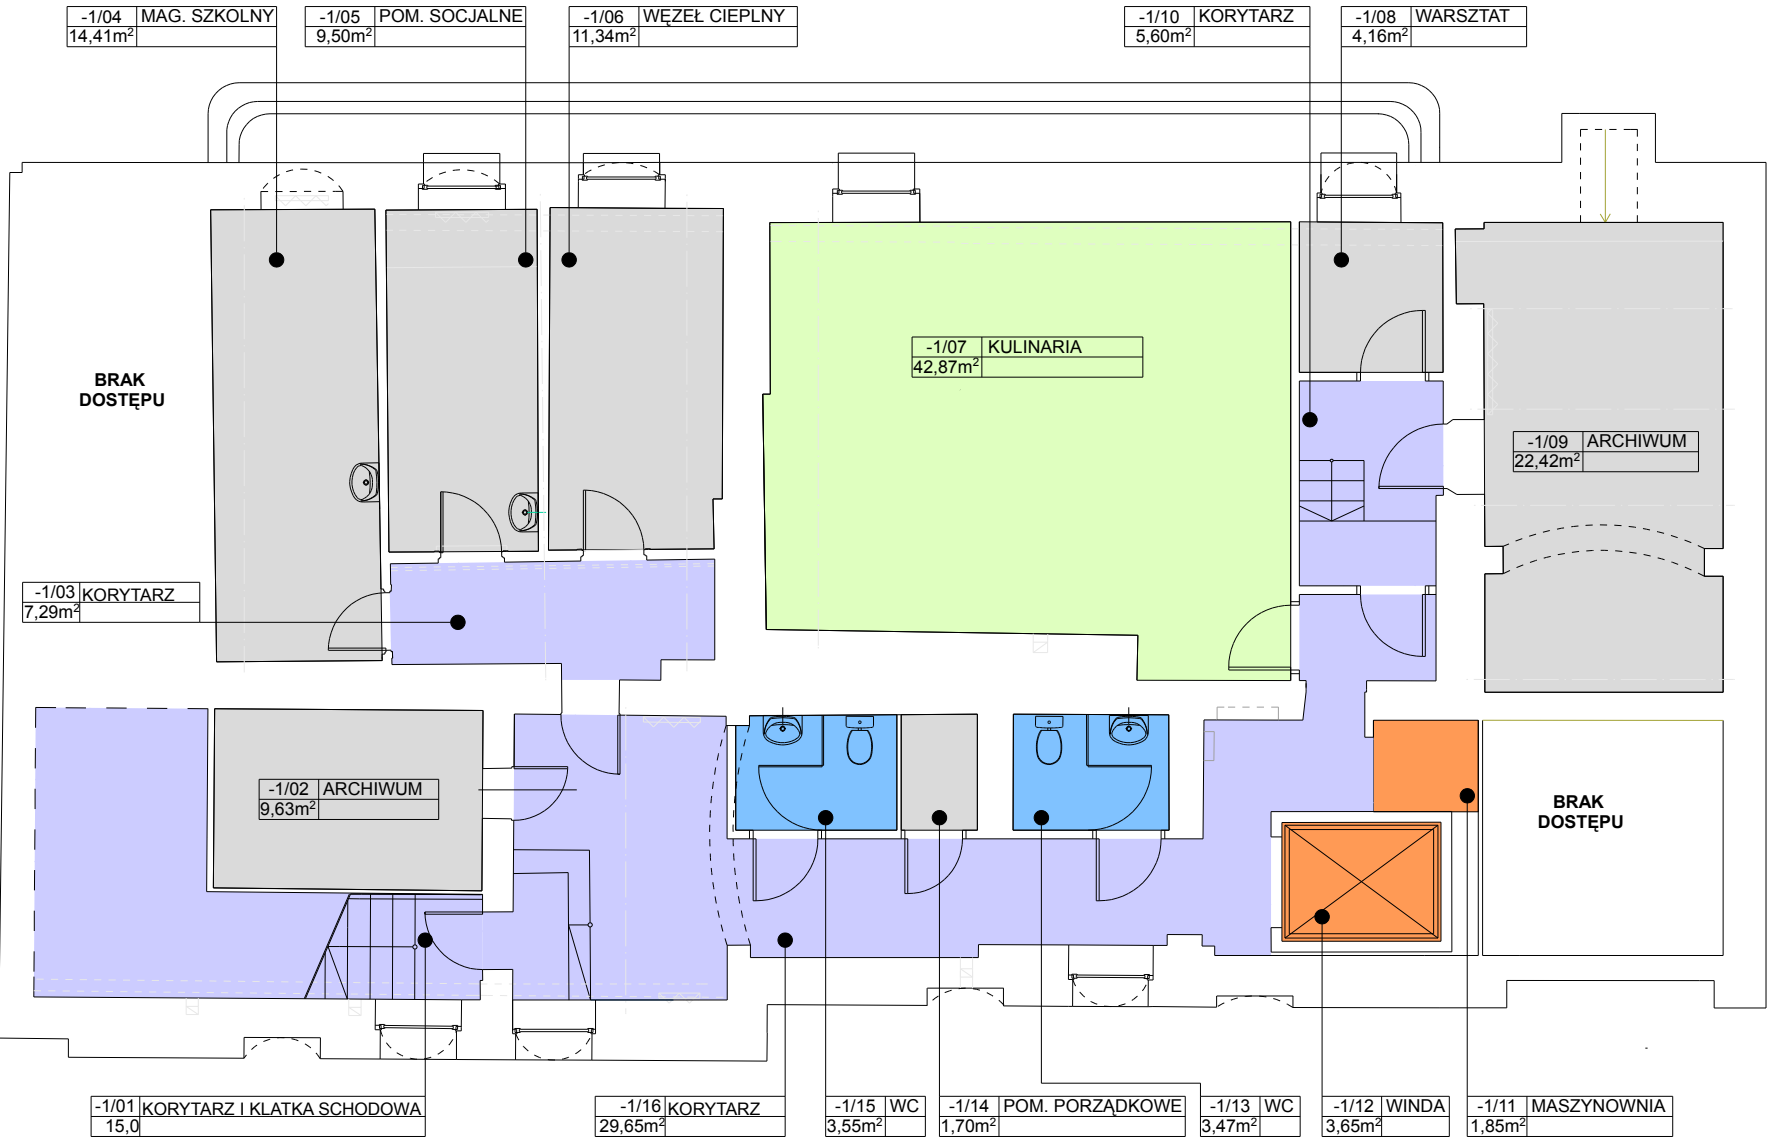 -1/04 MAG. SZKOLNY
14,41m²
-1/05 POM. SOCJALNE
9,50m²
-1/06 WĘZEŁ CIEPLNY
11,34m²
-1/10 KORYTARZ
5,60m²
-1/08 WARSZTAT
4,16m²
BRAK
DOSTĘPU
-1/07 KULINARIA
42,87m²
-1/09 ARCHIWUM
22,42m²
-1/03 KORYTARZ
7,29m²
-1/02 ARCHIWUM
9,63m²
BRAK
DOSTĘPU
-1/01 KORYTARZ I KLATKA SCHODOWA
15,0
-1/16 KORYTARZ
29,65m²
-1/15 WC
3,55m²
-1/14 POM. PORZĄDKOWE
1,70m²
-1/13 WC
3,47m²
-1/12 WINDA
3,65m²
-1/11 MASZYNOWNIA
1,85m²